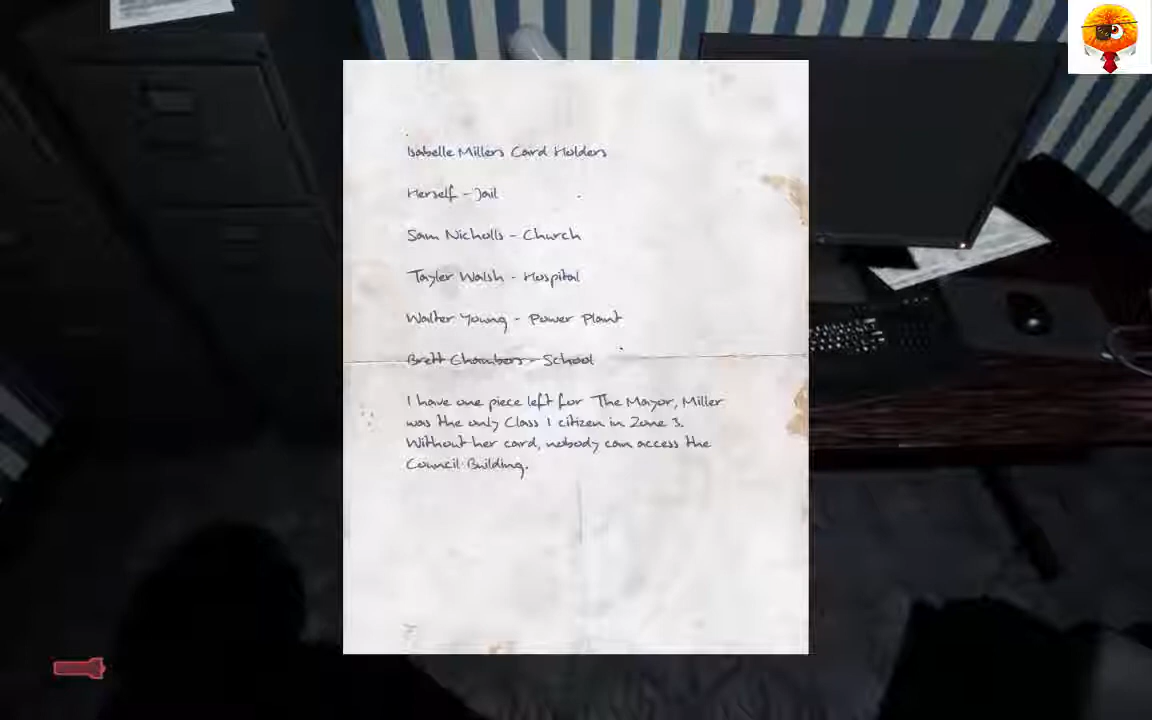 Isabelle Millers Card Holders
Herself - Jail
Sam Nicholls - Church
Tayler Walsh - Hospital
Walter Young - Power Plant
Brett Chambers - School
I have one piece left for The Mayor, Miller
was the only Class 1 citizen in Zone 3.
Without her card, nobody can access the
Council Building.